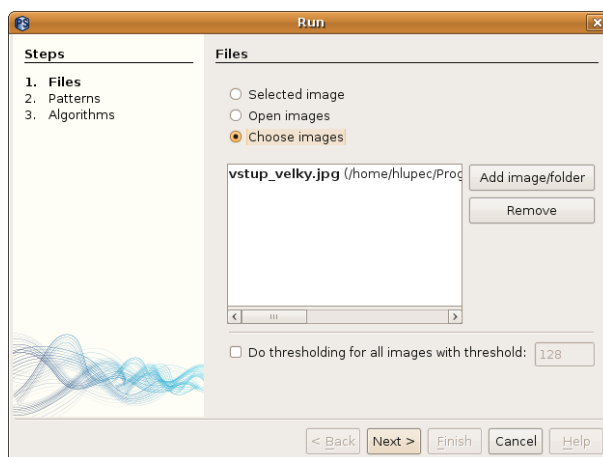 Run
Steps
1. Files
2. Patterns
3. Algorithms
Files
Selected image
Open images
Choose images
vstup_velky.jpg (/home/hlupec/Prog
Add image/folder
Remove
Do thresholding for all images with threshold: 128
< Back Next > Finish Cancel Help